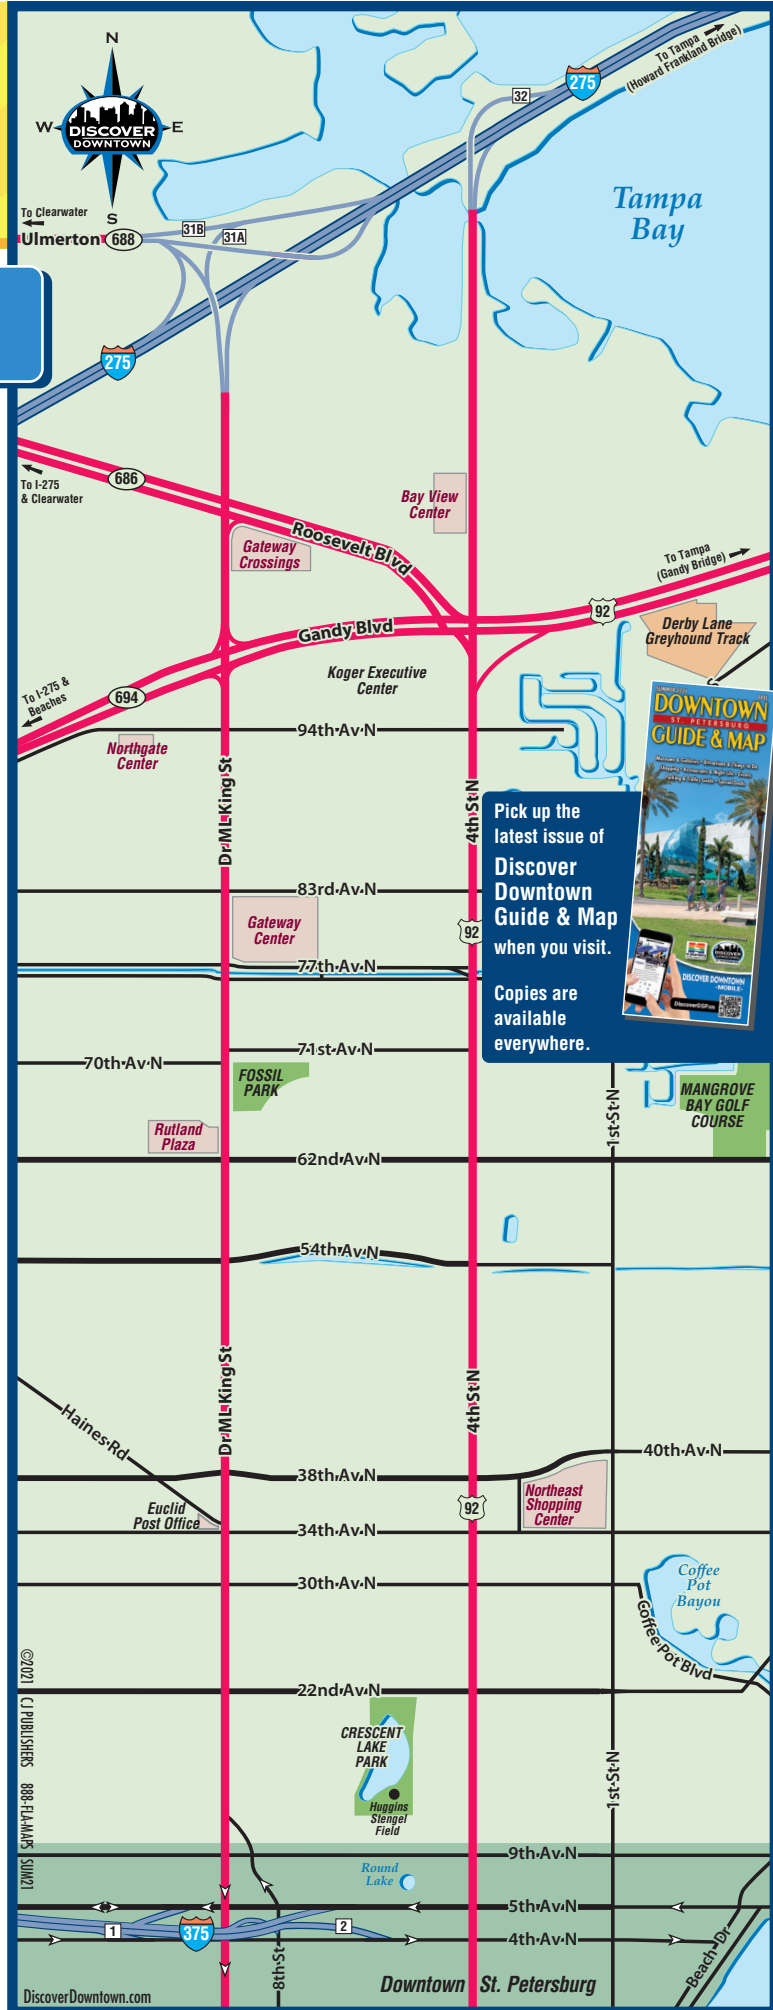 N
W
DISCOVER
DOWNTOWN
E
S
To Tampa
(Howard Frankland Bridge)
275
32
Tampa
Bay
To Clearwater
Ulmerton
688
31B
31A
275
686
To I-275
& Clearwater
Bay View
Center
Roosevelt Blvd
Gateway
Crossings
To Tampa
(Gandy Bridge)
92
Gandy Blvd
Derby Lane
Greyhound Track
Koger Executive
Center
To I-275 &
Beaches
694
94th Av N
Northgate
Center
Dr ML King St
4th St N
DOWNTOWN
ST. PETERSBURG
GUIDE & MAP
DISCOVER DOWNTOWN
-MOBILE-
DiscoverDSP.us
Pick up the
latest issue of
Discover
Downtown
Guide & Map
when you visit.
Copies are
available
everywhere.
83rd Av N
Gateway
Center
92
77th Av N
71st Av N
70th Av N
FOSSIL
PARK
1st St N
MANGROVE
BAY GOLF
COURSE
Rutland
Plaza
62nd Av N
54th Av N
Dr ML King St
4th St N
Haines Rd
40th Av N
38th Av N
Northeast
Shopping
Center
92
Euclid
Post Office
34th Av N
30th Av N
Coffee
Pot
Bayou
Coffee Pot Blvd
22nd Av N
CRESCENT
LAKE
PARK
Huggins
Stengel
Field
1st St N
©2021 CJ PUBLISHERS 888-FLA-MAPS SUN21
9th Av N
Round
Lake
5th Av N
1
375
2
4th Av N
8th St
Beach Dr
Downtown St. Petersburg
DiscoverDowntown.com